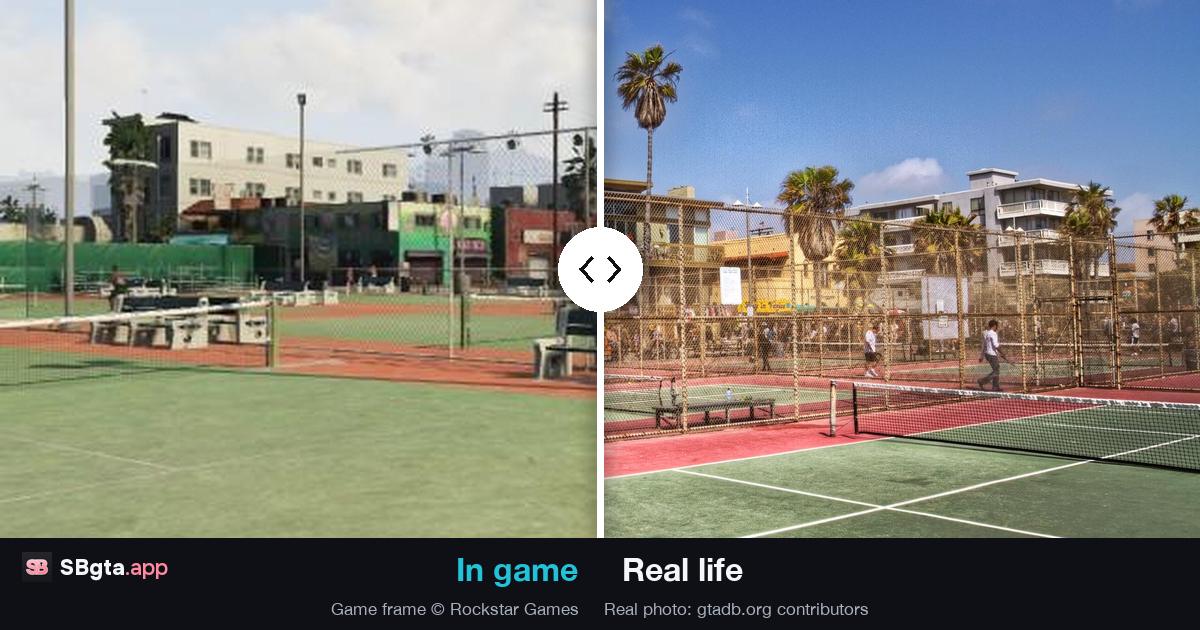 SB SBgta.app
In game
Real life
Game frame © Rockstar Games
Real photo: gtadb.org contributors